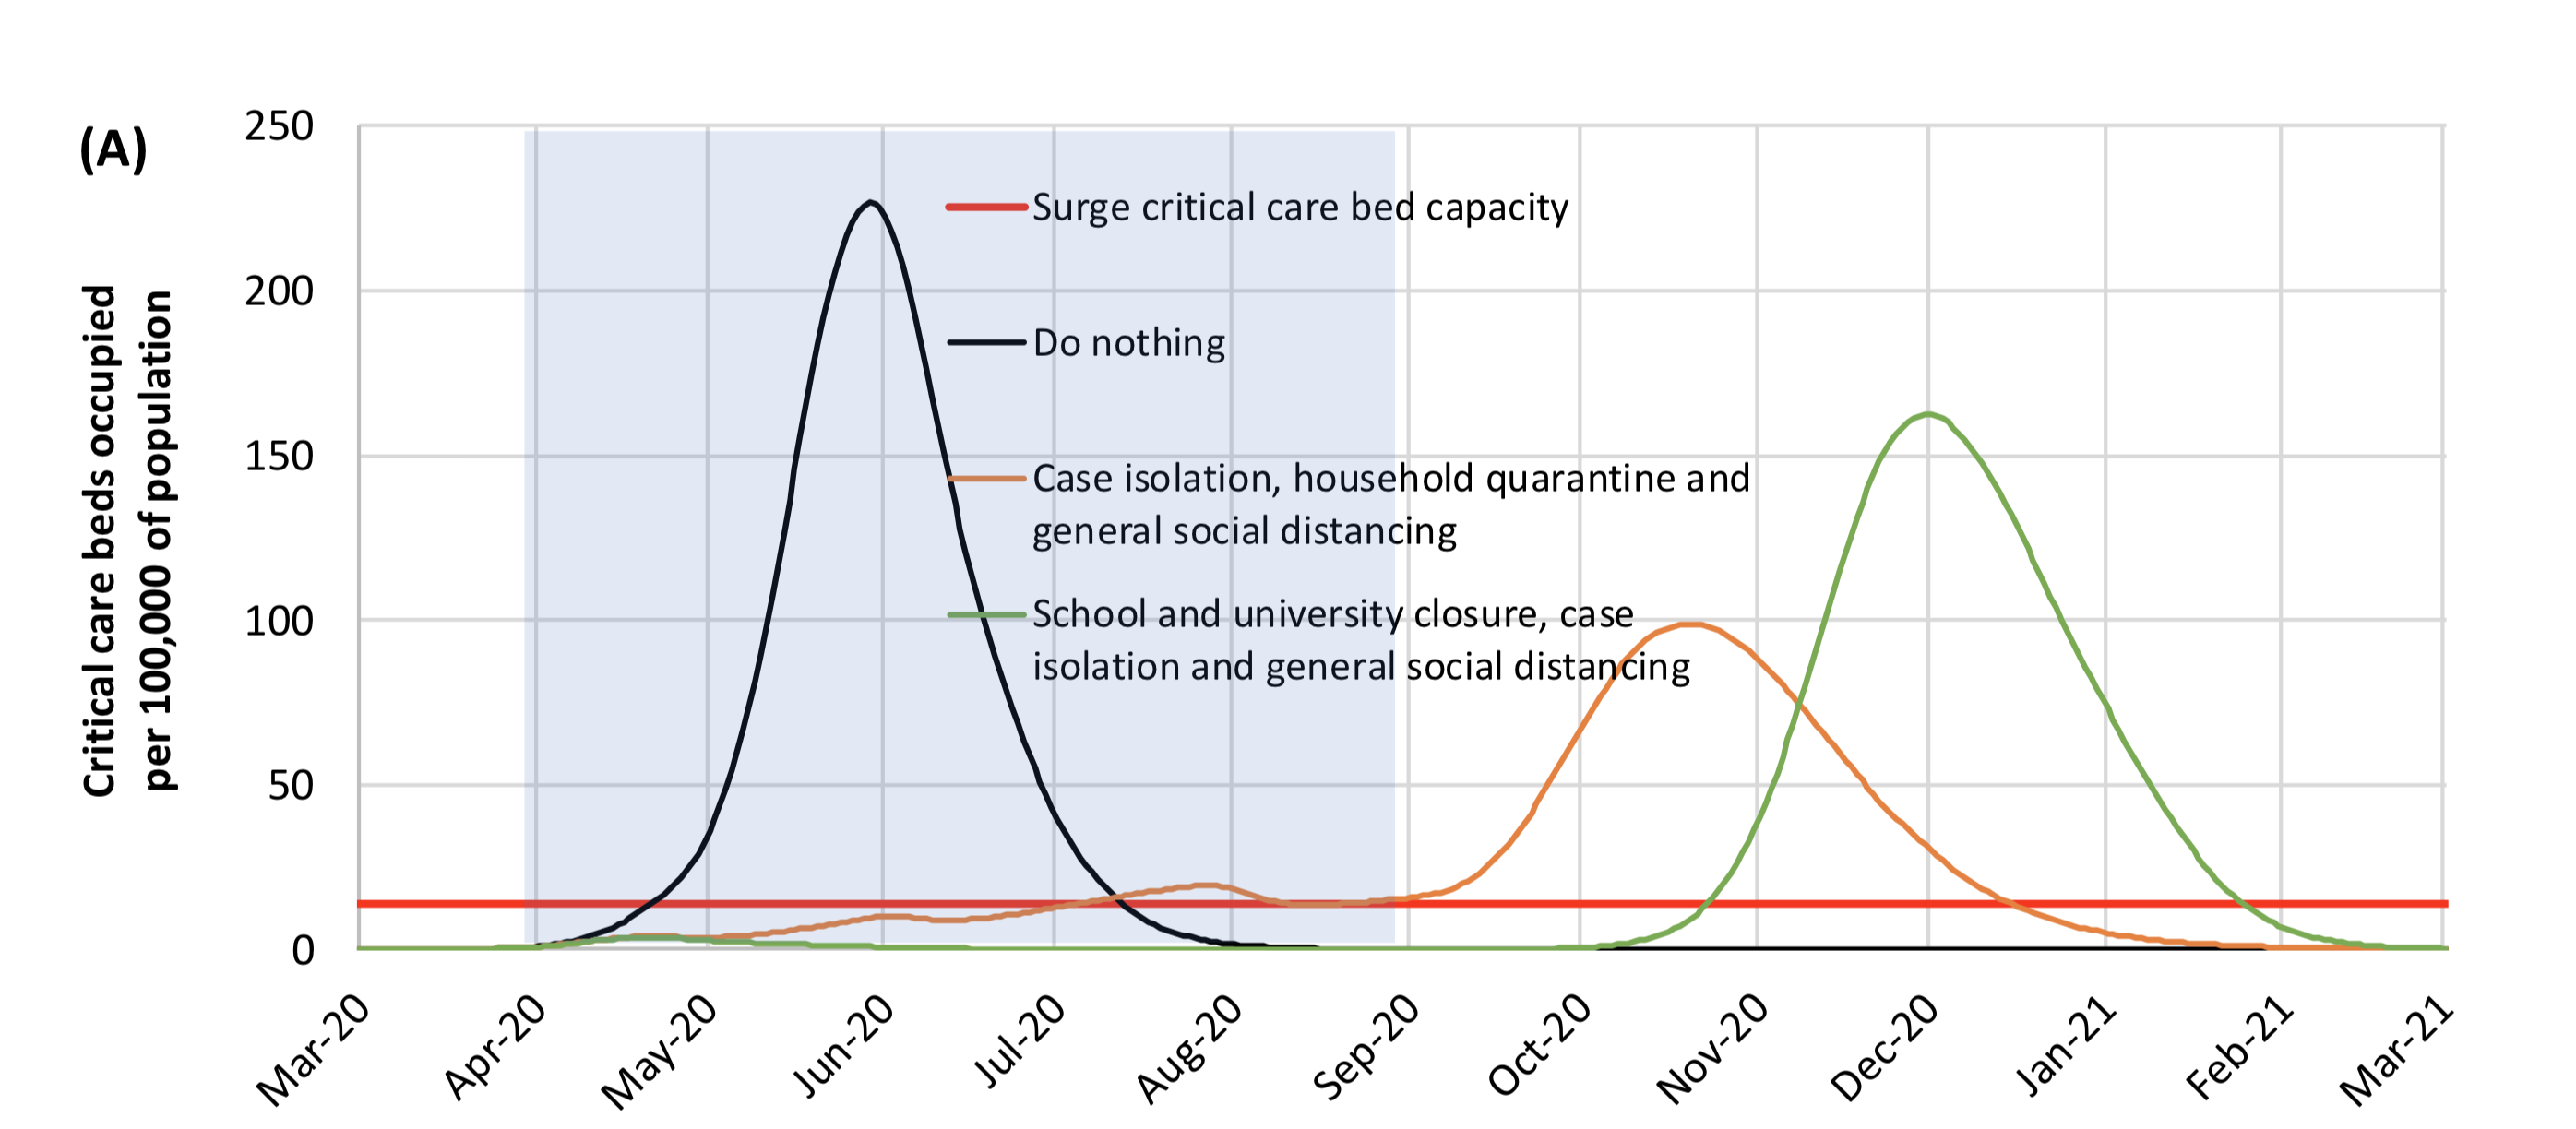 (A)
Critical care beds occupied
per 100,000 of population
250
200
150
100
50
0
Surge critical care bed capacity
Do nothing
Case isolation, household quarantine and
general social distancing
School and university closure, case
isolation and general social distancing
Mar-20
Apr-20
May-20
Jun-20
Jul-20
Aug-20
Sep-20
Oct-20
Nov-20
Dec-20
Jan-21
Feb-21
Mar-21